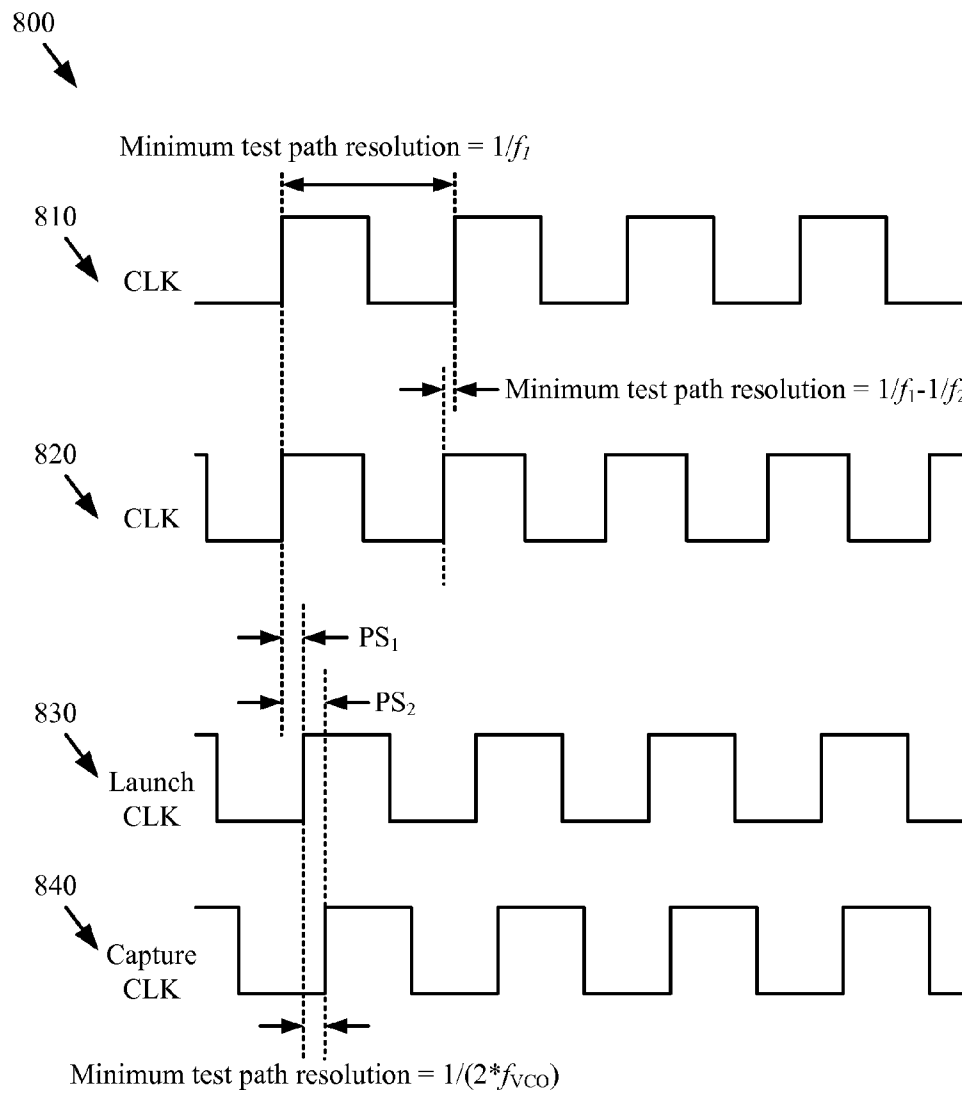 800
Minimum test path resolution = 1/f1
810
CLK
Minimum test path resolution = 1/f1-1/f2
820
CLK
PS1
PS2
830
Launch
CLK
840
Capture
CLK
Minimum test path resolution = 1/(2*fVCO)